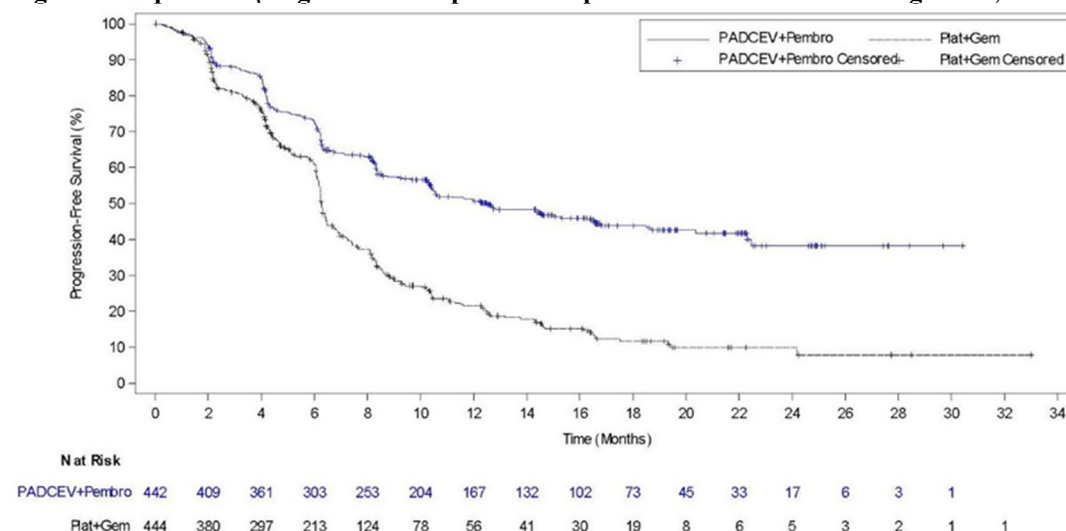 PADCEV+Pembro Plat+Gem
PADCEV+Pembro Censored Plat+Gem Censored
Progression-Free Survival (%)
100
90
80
70
60
50
40
30
20
10
0
0 2 4 6 8 10 12 14 16 18 20 22 24 26 28 30 32 34
Time (Months)
N at Risk
PADCEV+Pembro 442 409 361 303 253 204 167 132 102 73 45 33 17 6 3 1
Plat+Gem 444 380 297 213 124 78 56 41 30 19 8 6 5 3 2 1 1